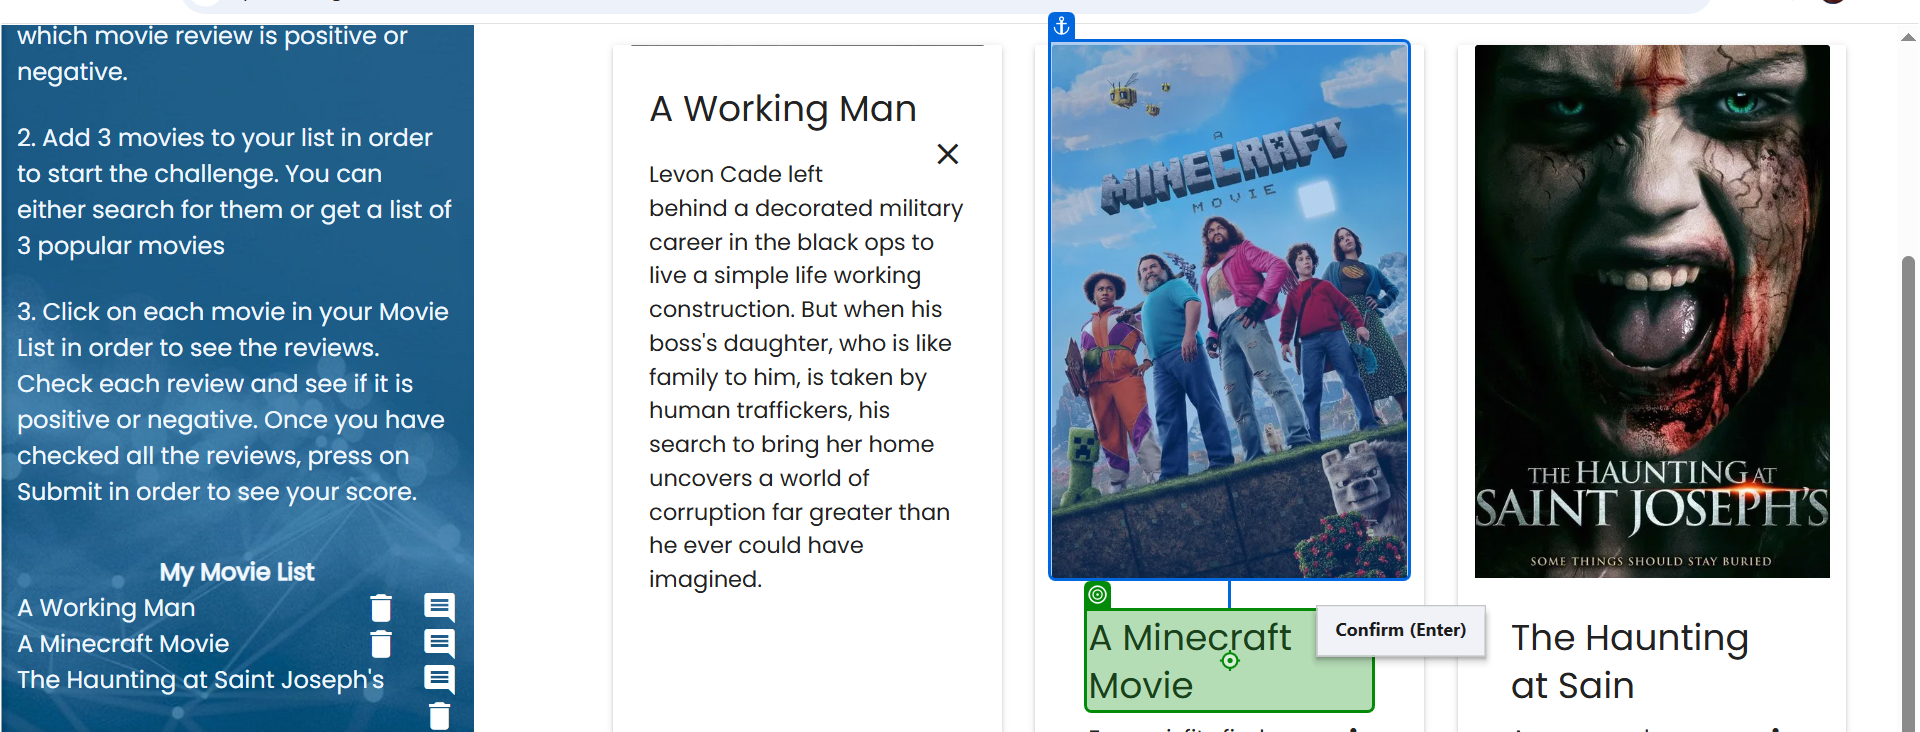 which movie review is positive or
negative.
2. Add 3 movies to your list in order
to start the challenge. You can
either search for them or get a list of
3 popular movies
3. Click on each movie in your Movie
List in order to see the reviews.
Check each review and see if it is
positive or negative. Once you have
checked all the reviews, press on
Submit in order to see your score.
My Movie List
A Working Man
A Minecraft Movie
The Haunting at Saint Joseph's
A Working Man
Levon Cade left
behind a decorated military
career in the black ops to
live a simple life working
construction. But when his
boss's daughter, who is like
family to him, is taken by
human traffickers, his
search to bring her home
uncovers a world of
corruption far greater than
he ever could have
imagined.
A
MINECRAFT
MOVIE
A Minecraft
Movie
Confirm (Enter)
THE HAUNTING AT
SAINT JOSEPH'S
SOME THINGS SHOULD STAY BURIED
The Haunting
at Sain